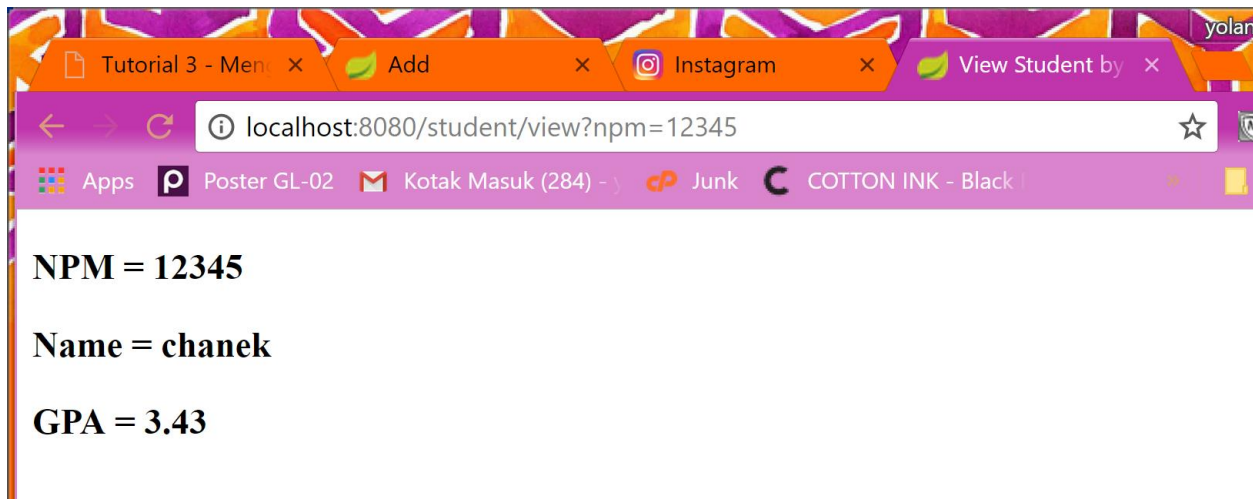 yolan
Tutorial 3 - Men
Add
Instagram
View Student by
localhost:8080/student/view?npm=12345
Apps
Poster GL-02
Kotak Masuk (284) -
Junk
COTTON INK - Black
NPM = 12345
Name = chanek
GPA = 3.43